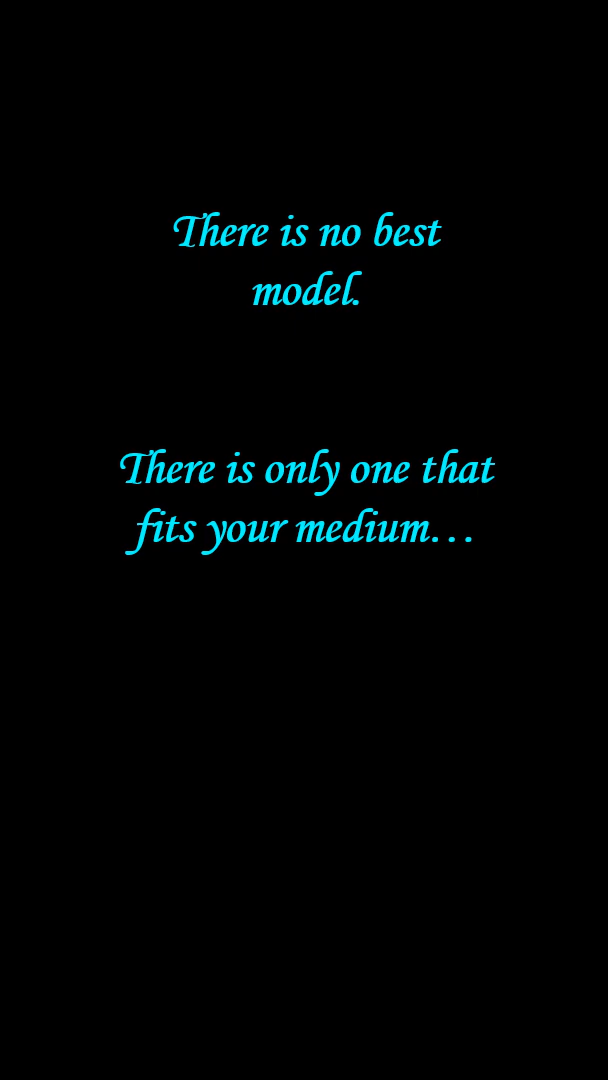 There is no best
model.
There is only one that
fits your medium…